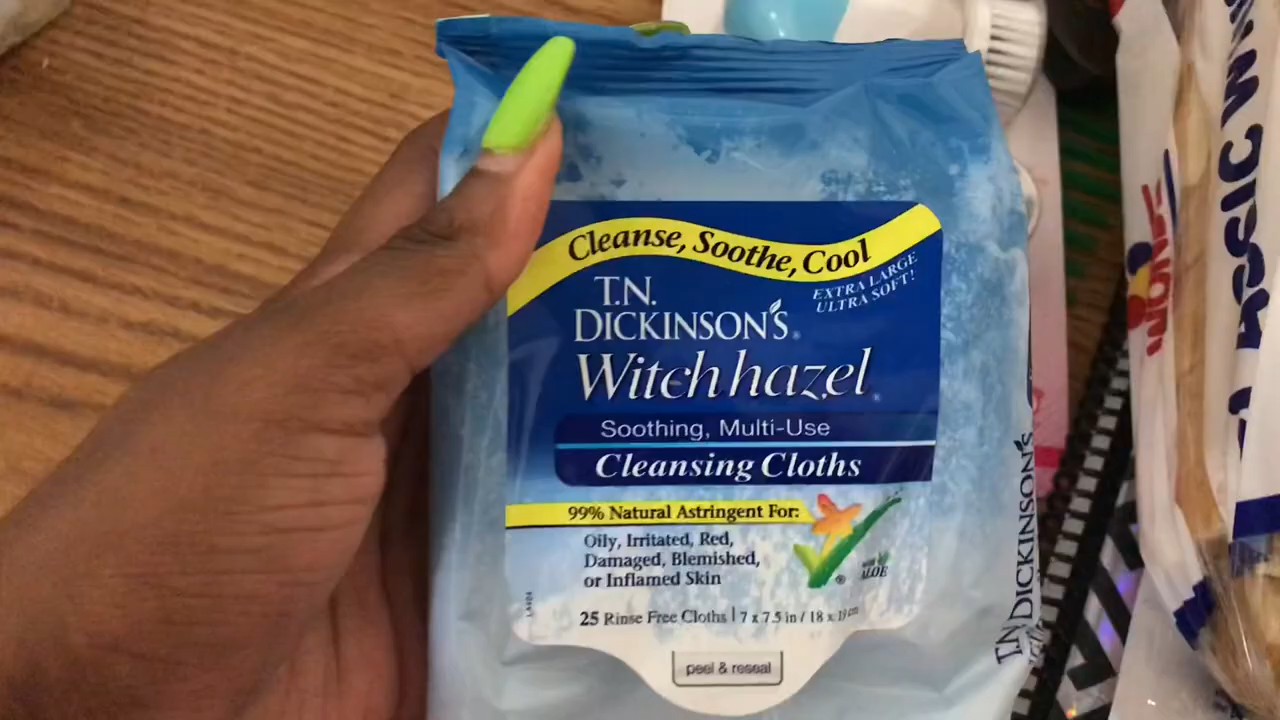 Cleanse, Soothe, Cool
EXTRA LARGE
ULTRA SOFT!
T.N.
DICKINSON'S®
Witch hazel®
Soothing, Multi-Use
Cleansing Cloths
99% Natural Astringent For:
Oily, Irritated, Red,
Damaged, Blemished,
or Inflamed Skin
ALOE
25 Rinse Free Cloths | 7 x 7.5 in / 18 x 19 cm
peel & reseal
T.N. DICKINSON'S